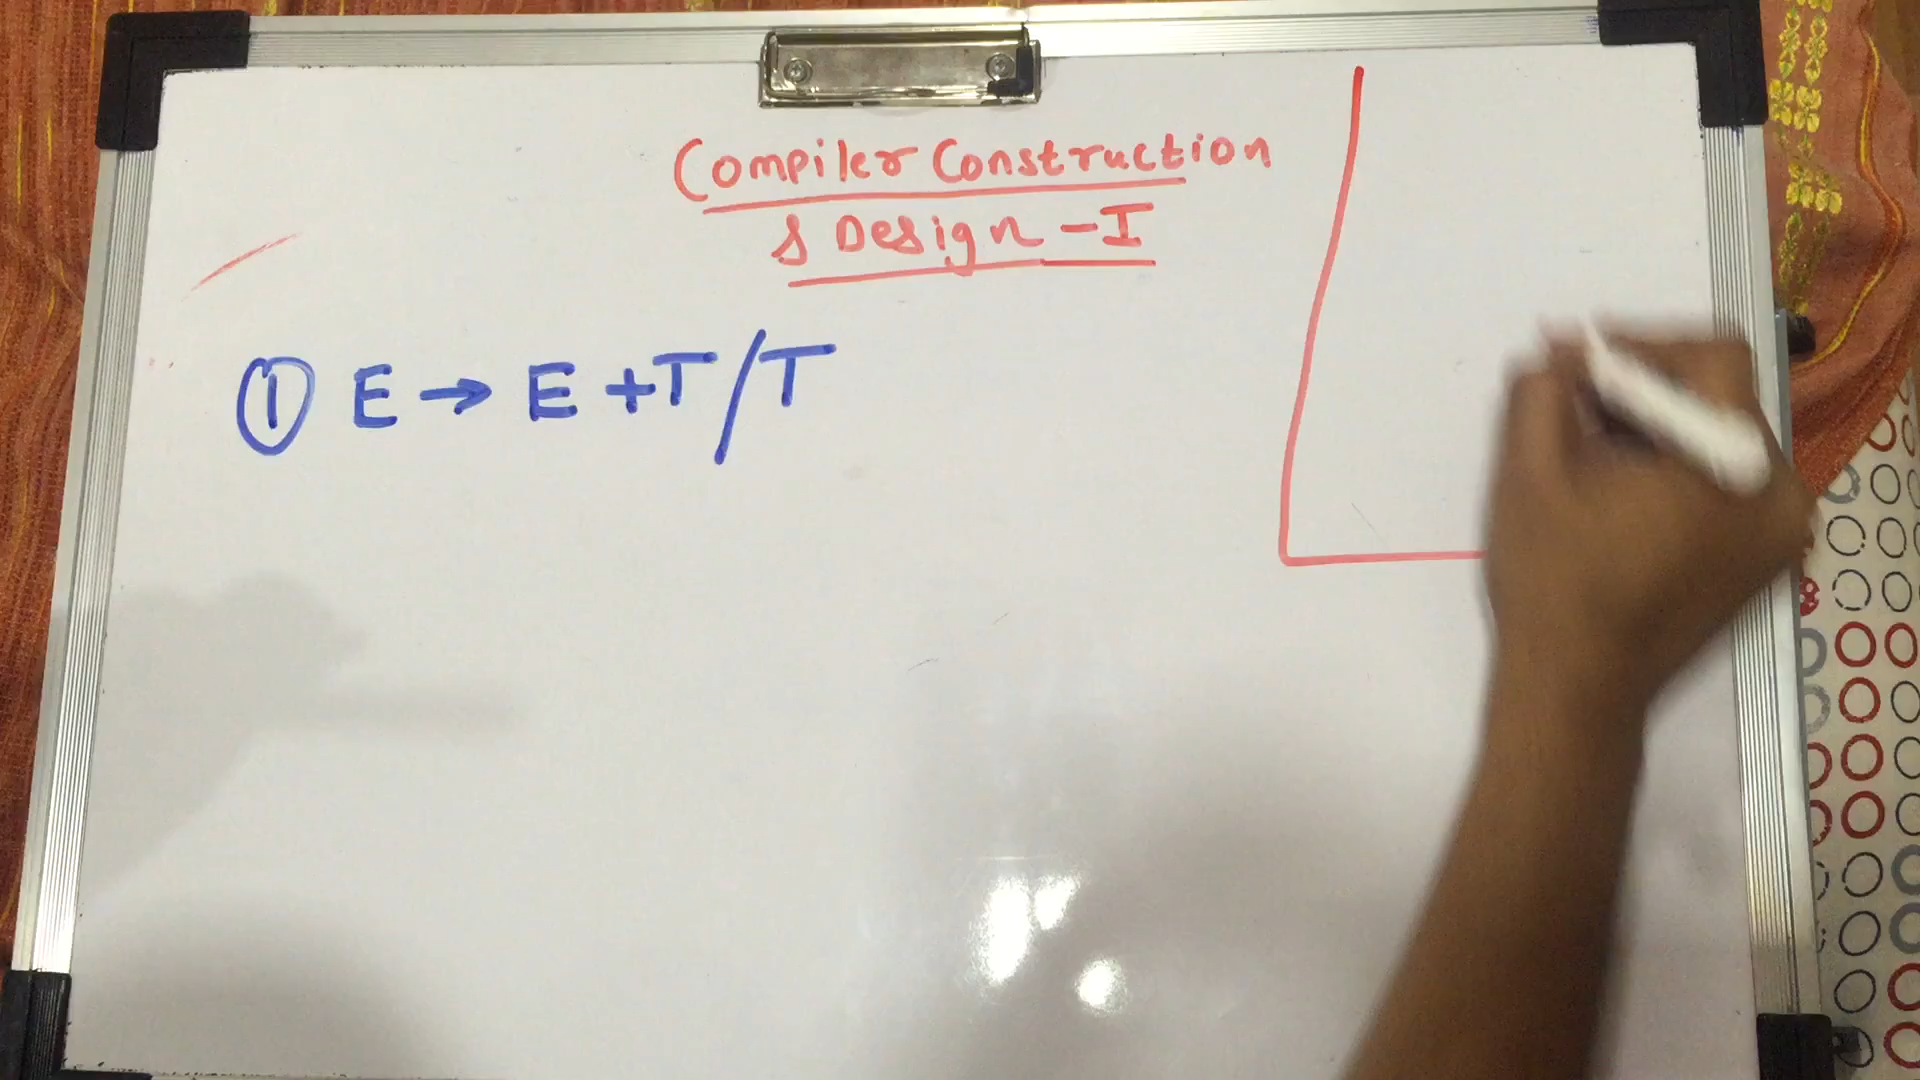 Compiler Construction
& Design - I
① E → E + T / T